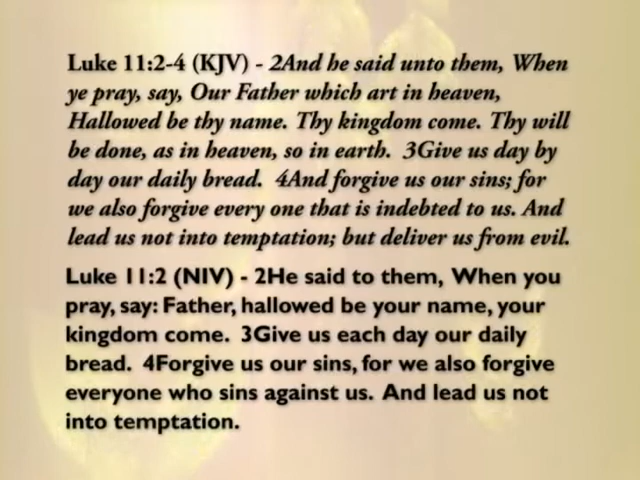 Luke 11:2-4 (KJV) - 2And he said unto them, When
ye pray, say, Our Father which art in heaven,
Hallowed be thy name. Thy kingdom come. Thy will
be done, as in heaven, so in earth. 3Give us day by
day our daily bread. 4And forgive us our sins; for
we also forgive every one that is indebted to us. And
lead us not into temptation; but deliver us from evil.
Luke 11:2 (NIV) - 2He said to them, When you
pray, say: Father, hallowed be your name, your
kingdom come. 3Give us each day our daily
bread. 4Forgive us our sins, for we also forgive
everyone who sins against us. And lead us not
into temptation.